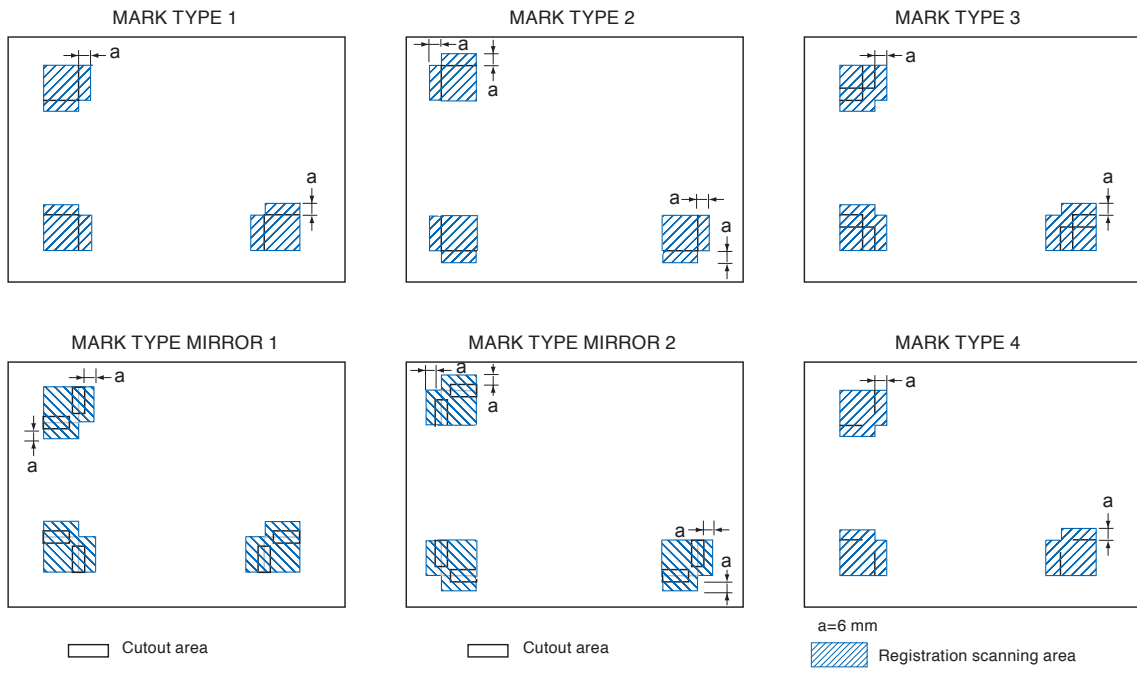 MARK TYPE 1
a
a
MARK TYPE 2
a
a
a
a
MARK TYPE 3
a
a
MARK TYPE MIRROR 1
a
a
MARK TYPE MIRROR 2
a
a
a
a
MARK TYPE 4
a
a
Cutout area
Cutout area
a=6 mm
Registration scanning area